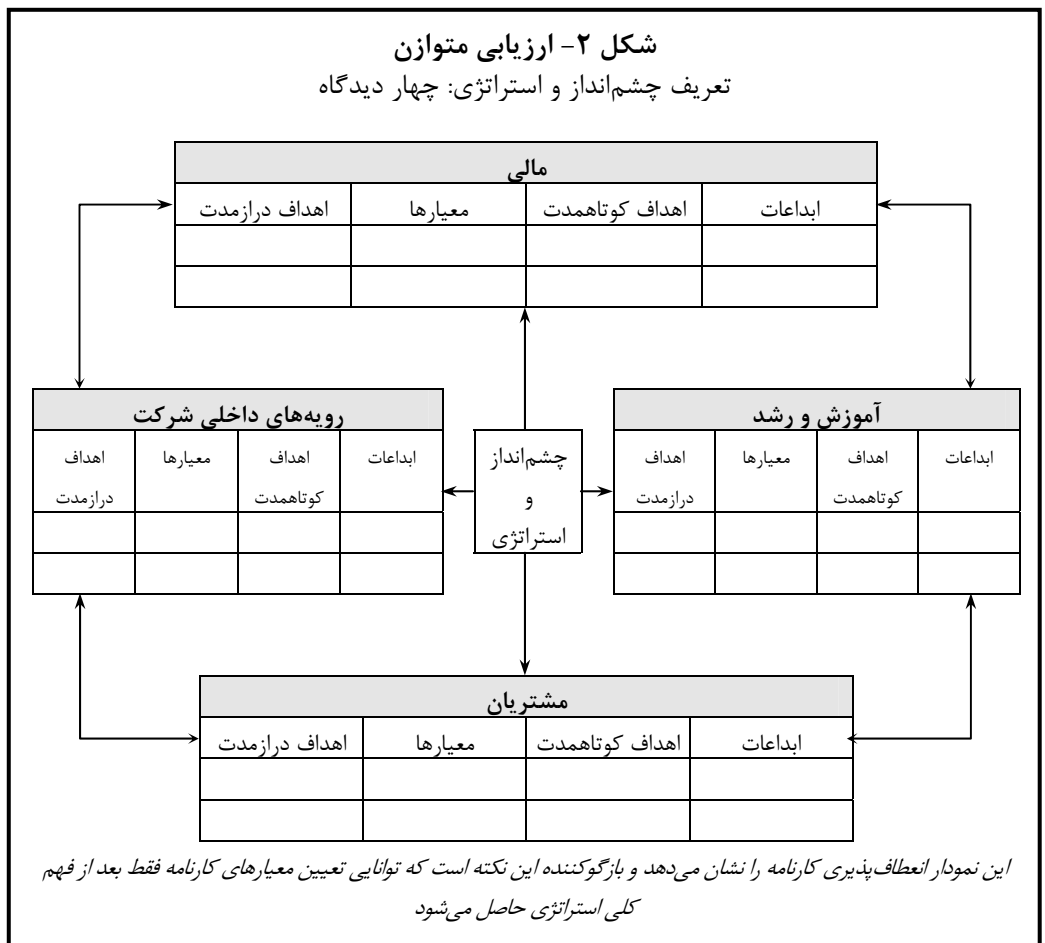 شکل ۲- ارزیابی متوازن
تعریف چشم‌انداز و استراتژی: چهار دیدگاه
مالی
اهداف درازمدت معیارها اهداف کوتاهمدت ابداعات
رویه‌های داخلی شرکت
اهداف درازمدت معیارها اهداف کوتاهمدت ابداعات
چشم‌انداز
و
استراتژی
آموزش و رشد
اهداف درازمدت معیارها اهداف کوتاهمدت ابداعات
مشتریان
اهداف درازمدت معیارها اهداف کوتاهمدت ابداعات
این نمودار انعطاف‌پذیری کارنامه را نشان می‌دهد و بازگوکننده این نکته است که توانایی تعیین معیارهای کارنامه فقط بعد از فهم
کلی استراتژی حاصل می‌شود